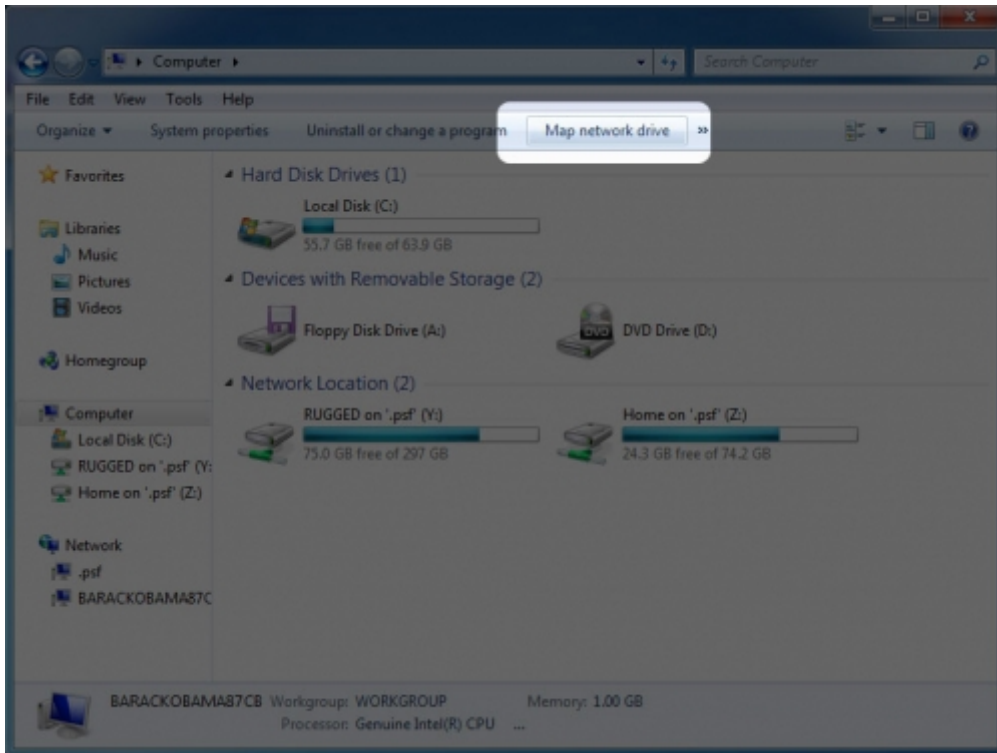 Computer
Search Computer
File Edit View Tools Help
Organize System properties Uninstall or change a program Map network drive »
Favorites
Libraries
Music
Pictures
Videos
Homegroup
Computer
Local Disk (C:)
RUGGED on '.psf' (Y:
Home on '.psf' (Z:)
Network
.psf
BARACKOBAMA87C
Hard Disk Drives (1)
Local Disk (C:)
55.7 GB free of 63.9 GB
Devices with Removable Storage (2)
Floppy Disk Drive (A:)
DVD
DVD Drive (D:)
Network Location (2)
RUGGED on '.psf' (Y:)
75.0 GB free of 297 GB
Home on '.psf' (Z:)
24.3 GB free of 74.2 GB
BARACKOBAMA87CB Workgroup: WORKGROUP Memory: 1.00 GB
Processor: Genuine Intel(R) CPU ...